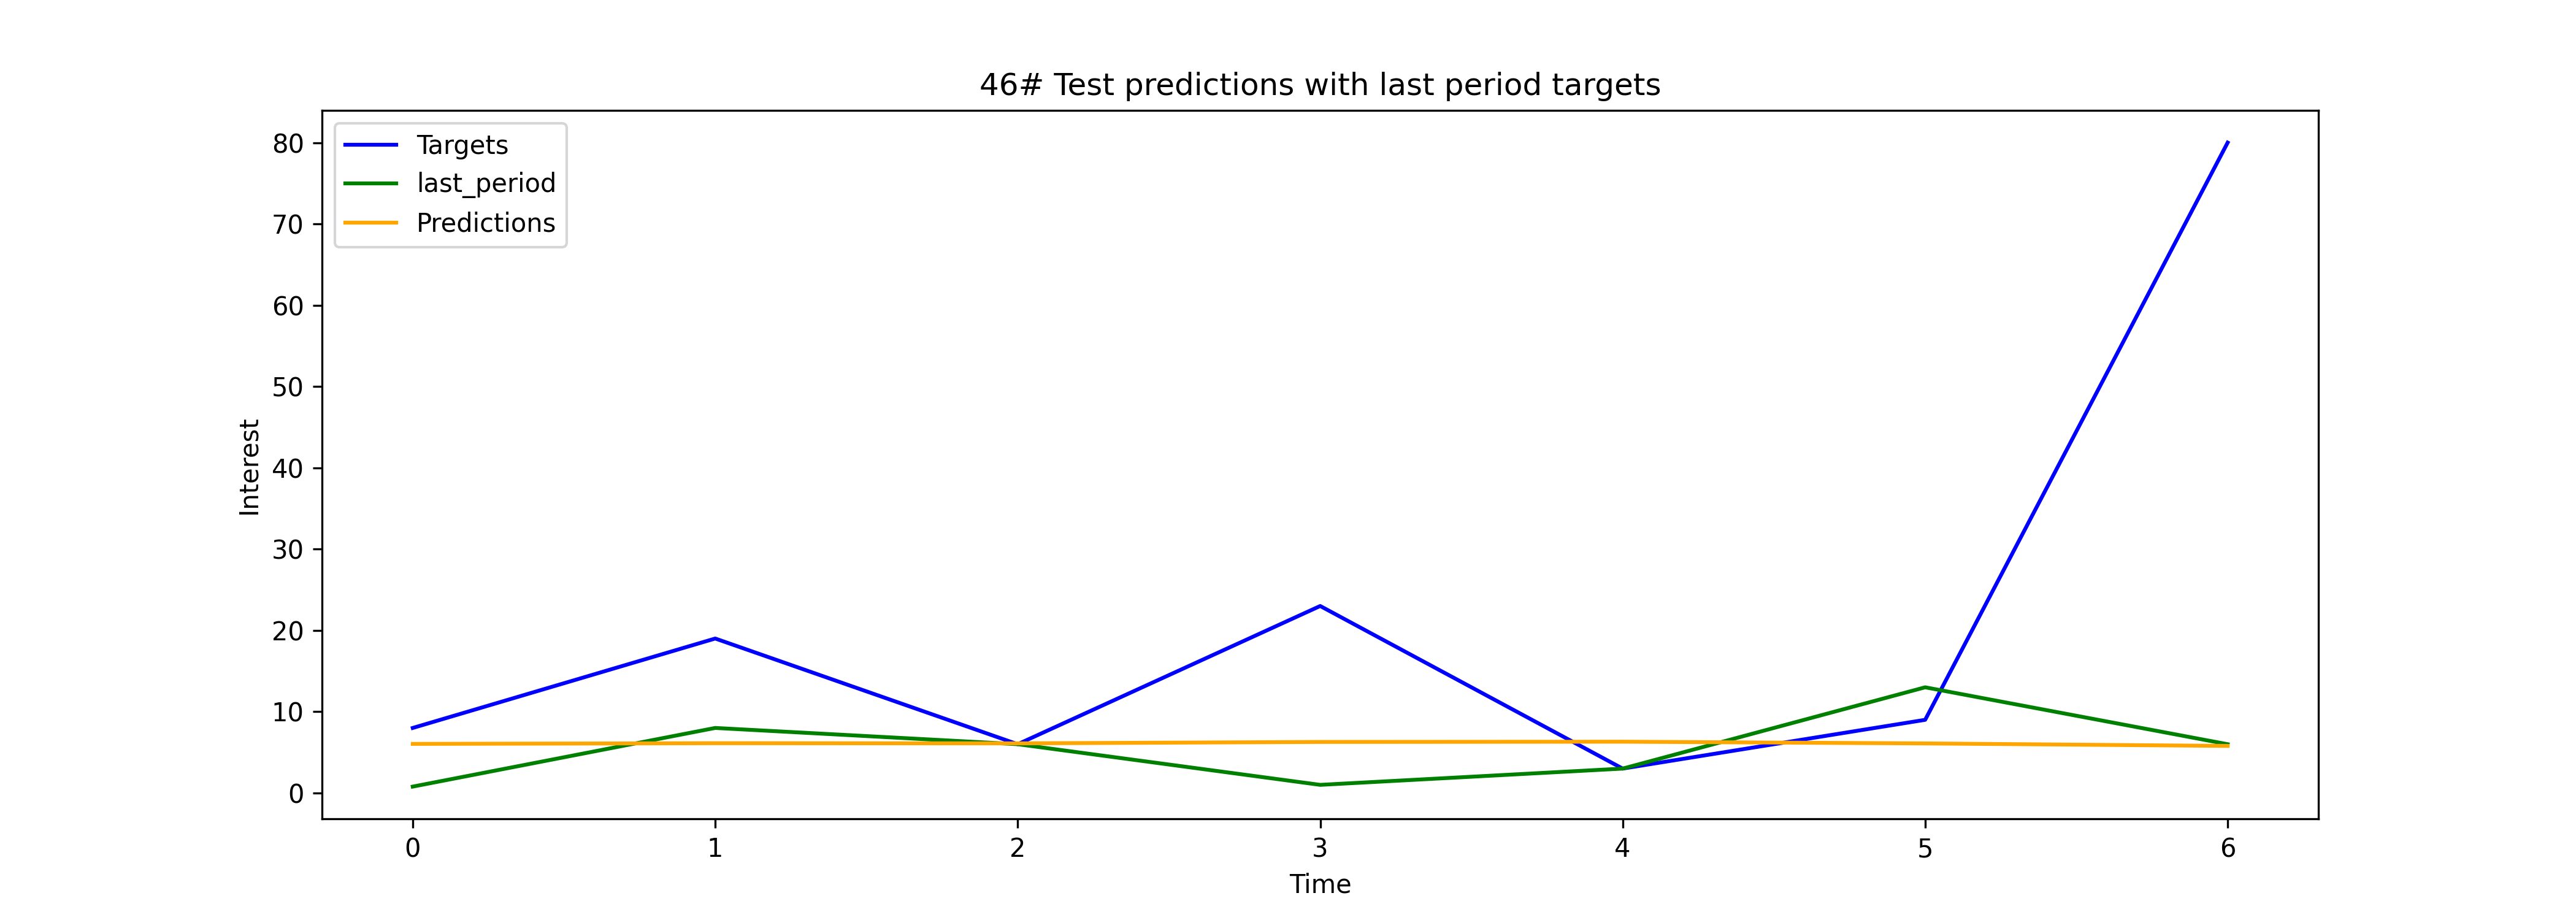 46# Test predictions with last period targets
Targets
last_period
Predictions
80
70
60
50
40
30
20
10
0
Interest
0 1 2 3 4 5 6
Time